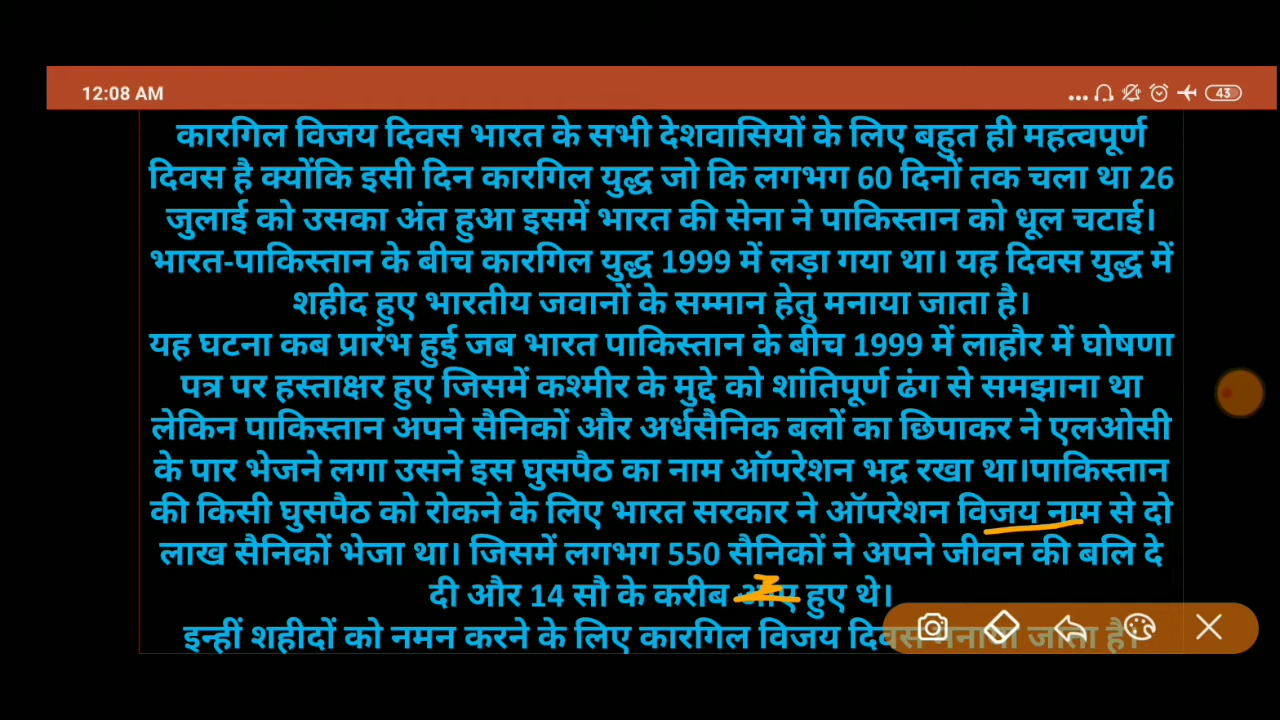 12:08 AM
43
कारगिल विजय दिवस भारत के सभी देशवासियों के लिए बहुत ही महत्वपूर्ण
दिवस है क्योंकि इसी दिन कारगिल युद्ध जो कि लगभग 60 दिनों तक चला था 26
जुलाई को उसका अंत हुआ इसमें भारत की सेना ने पाकिस्तान को धूल चटाई।
भारत-पाकिस्तान के बीच कारगिल युद्ध 1999 में लड़ा गया था। यह दिवस युद्ध में
शहीद हुए भारतीय जवानों के सम्मान हेतु मनाया जाता है।
यह घटना कब प्रारंभ हुई जब भारत पाकिस्तान के बीच 1999 में लाहौर में घोषणा
पत्र पर हस्ताक्षर हुए जिसमें कश्मीर के मुद्दे को शांतिपूर्ण ढंग से समझाना था
लेकिन पाकिस्तान अपने सैनिकों और अर्धसैनिक बलों का छिपाकर ने एलओसी
के पार भेजने लगा उसने इस घुसपैठ का नाम ऑपरेशन भद्र रखा था।पाकिस्तान
की किसी घुसपैठ को रोकने के लिए भारत सरकार ने ऑपरेशन विजय नाम से दो
लाख सैनिकों भेजा था। जिसमें लगभग 550 सैनिकों ने अपने जीवन की बलि दे
दी और 14 सौ के करीब आए हुए थे।
इन्हीं शहीदों को नमन करने के लिए कारगिल विजय दिवस मनाया जाता है।